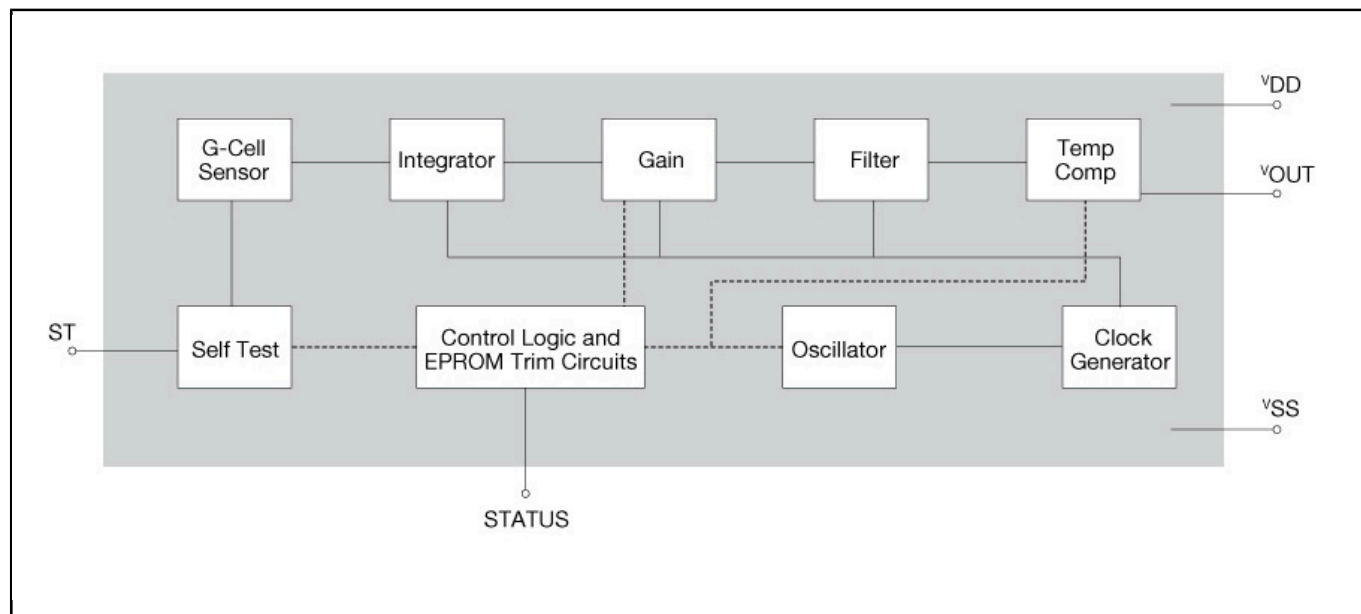 VDD
G-Cell
Sensor
Integrator
Gain
Filter
Temp
Comp
VOUT
ST
Self Test
Control Logic and
EPROM Trim Circuits
Oscillator
Clock
Generator
VSS
STATUS